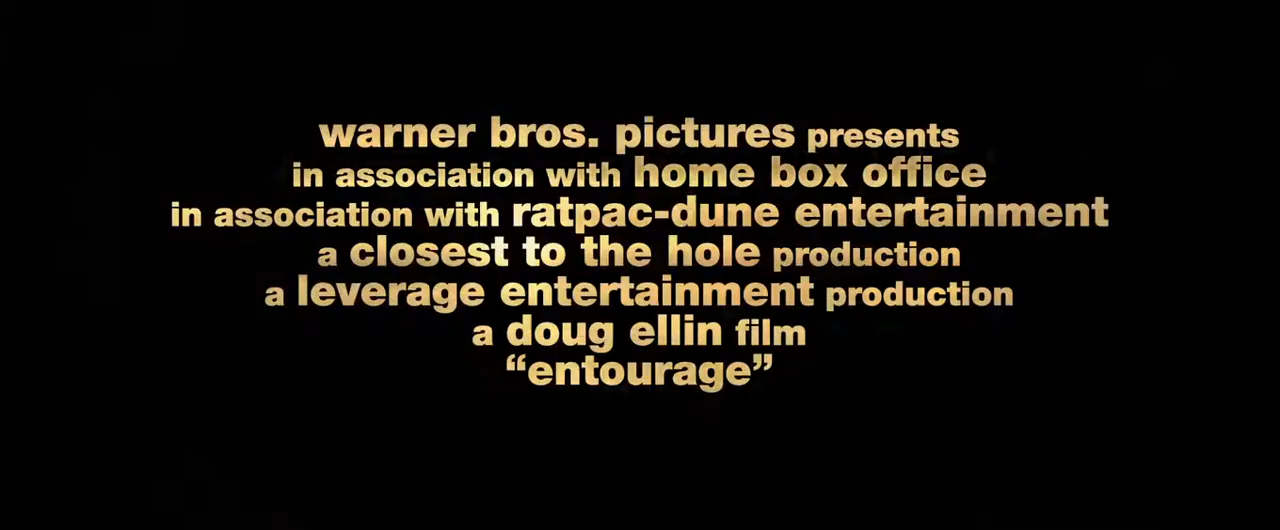 warner bros. pictures presents
in association with home box office
in association with ratpac-dune entertainment
a closest to the hole production
a leverage entertainment production
a doug ellin film
“entourage”